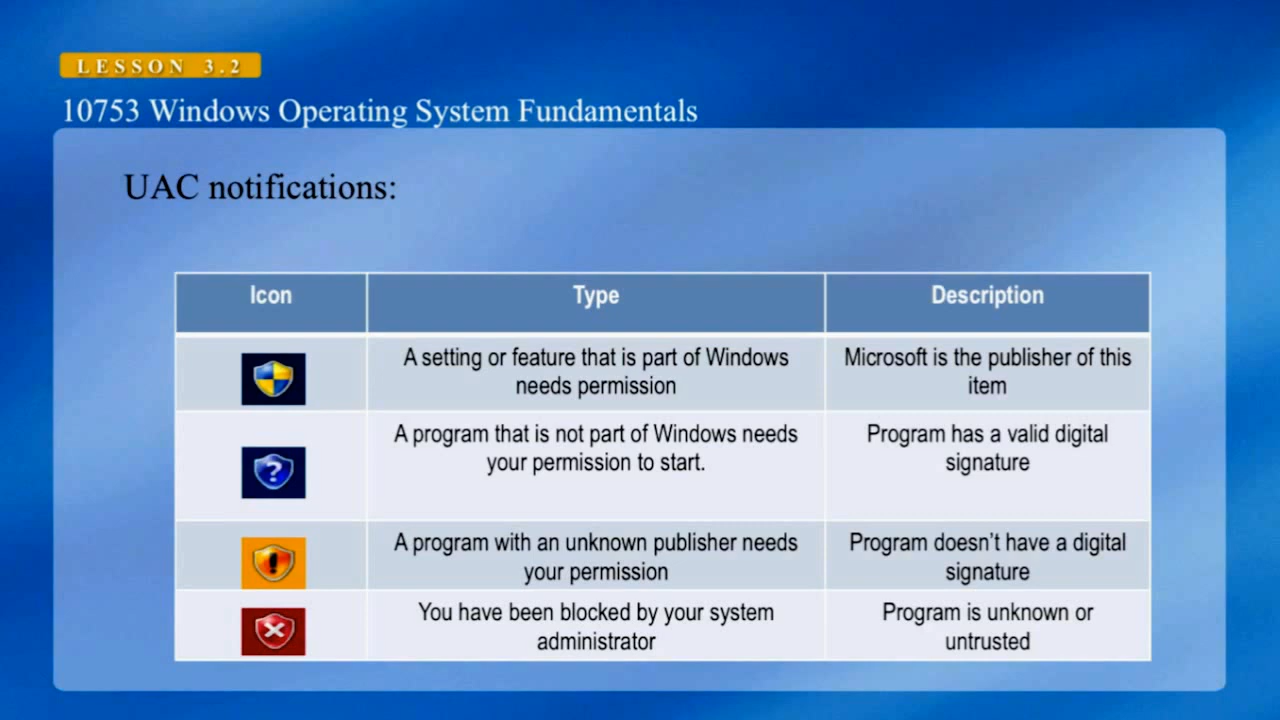 LESSON 3.2
10753 Windows Operating System Fundamentals
UAC notifications:
Icon Type Description
A setting or feature that is part of Windows
needs permission
Microsoft is the publisher of this
item
?
A program that is not part of Windows needs
your permission to start.
Program has a valid digital
signature
!
A program with an unknown publisher needs
your permission
Program doesn't have a digital
signature
You have been blocked by your system
administrator
Program is unknown or
untrusted